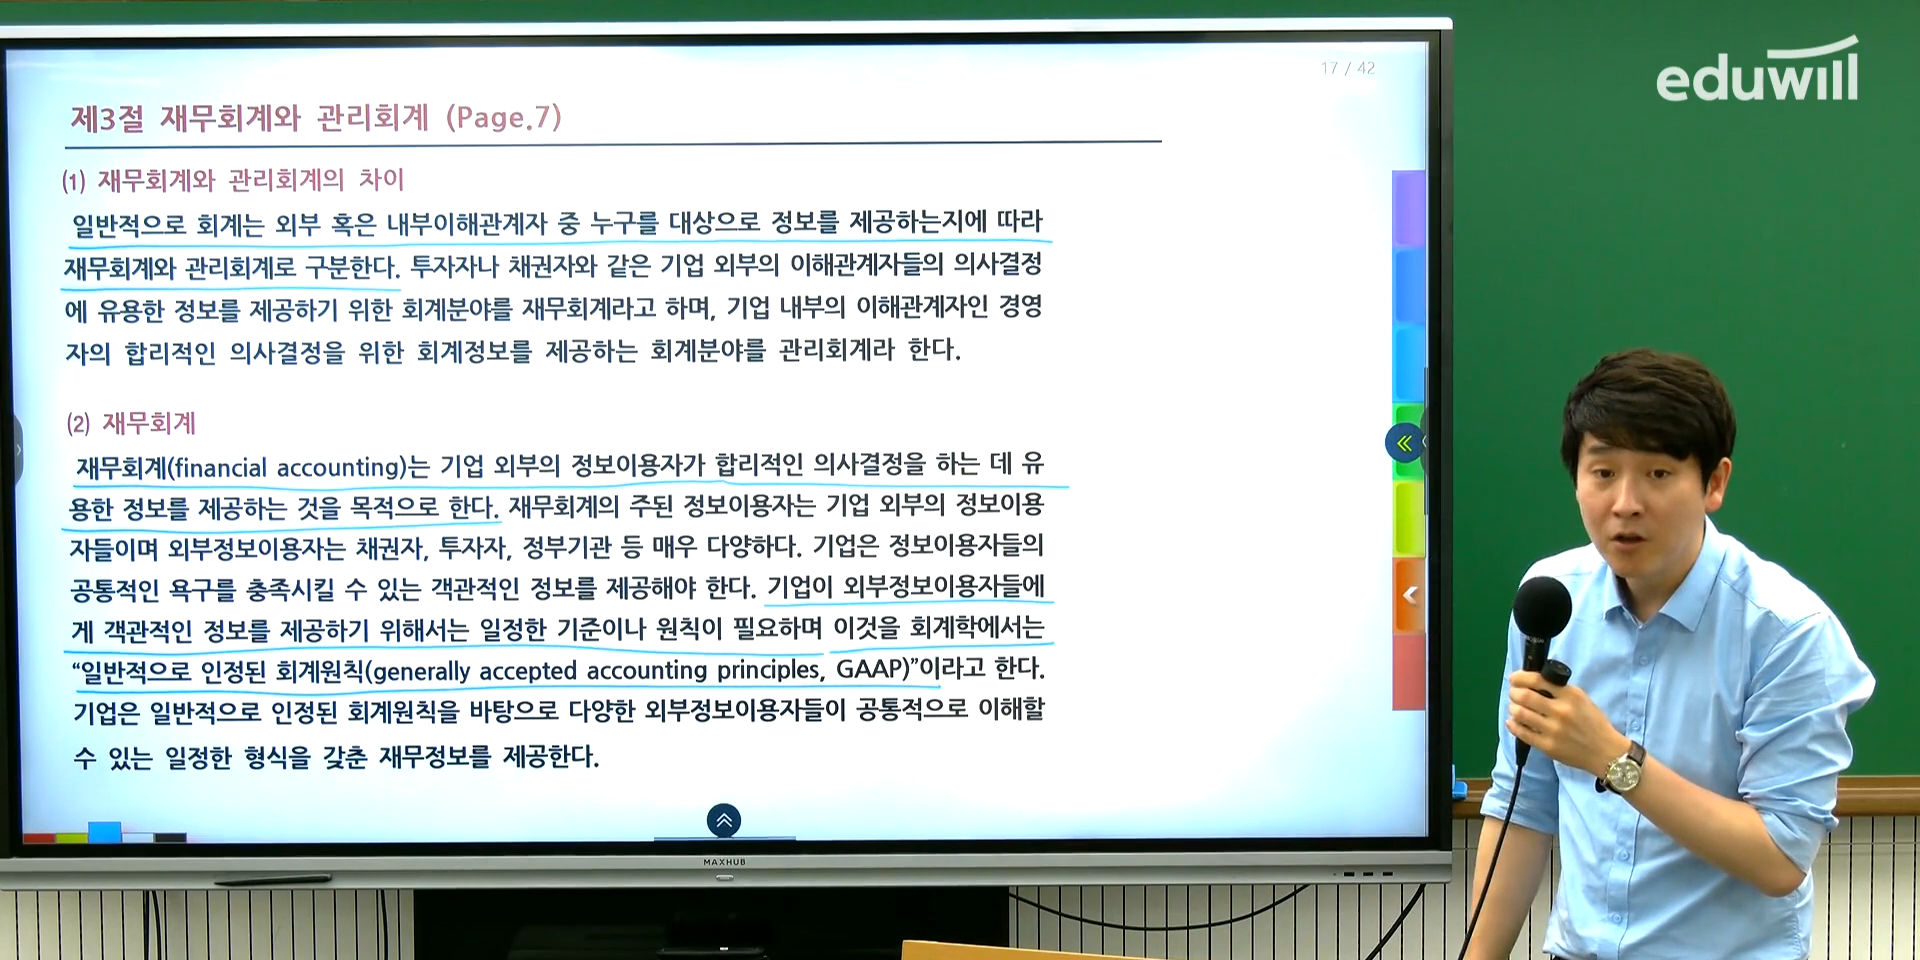 17 / 42
eduwill
제3절 재무회계와 관리회계 (Page.7)
(1) 재무회계와 관리회계의 차이
일반적으로 회계는 외부 혹은 내부이해관계자 중 누구를 대상으로 정보를 제공하는지에 따라
재무회계와 관리회계로 구분한다. 투자자나 채권자와 같은 기업 외부의 이해관계자들의 의사결정
에 유용한 정보를 제공하기 위한 회계분야를 재무회계라고 하며, 기업 내부의 이해관계자인 경영
자의 합리적인 의사결정을 위한 회계정보를 제공하는 회계분야를 관리회계라 한다.
(2) 재무회계
재무회계(financial accounting)는 기업 외부의 정보이용자가 합리적인 의사결정을 하는 데 유
용한 정보를 제공하는 것을 목적으로 한다. 재무회계의 주된 정보이용자는 기업 외부의 정보이용
자들이며 외부정보이용자는 채권자, 투자자, 정부기관 등 매우 다양하다. 기업은 정보이용자들의
공통적인 욕구를 충족시킬 수 있는 객관적인 정보를 제공해야 한다. 기업이 외부정보이용자들에
게 객관적인 정보를 제공하기 위해서는 일정한 기준이나 원칙이 필요하며 이것을 회계학에서는
“일반적으로 인정된 회계원칙(generally accepted accounting principles, GAAP)”이라고 한다.
기업은 일반적으로 인정된 회계원칙을 바탕으로 다양한 외부정보이용자들이 공통적으로 이해할
수 있는 일정한 형식을 갖춘 재무정보를 제공한다.
MAXHUB